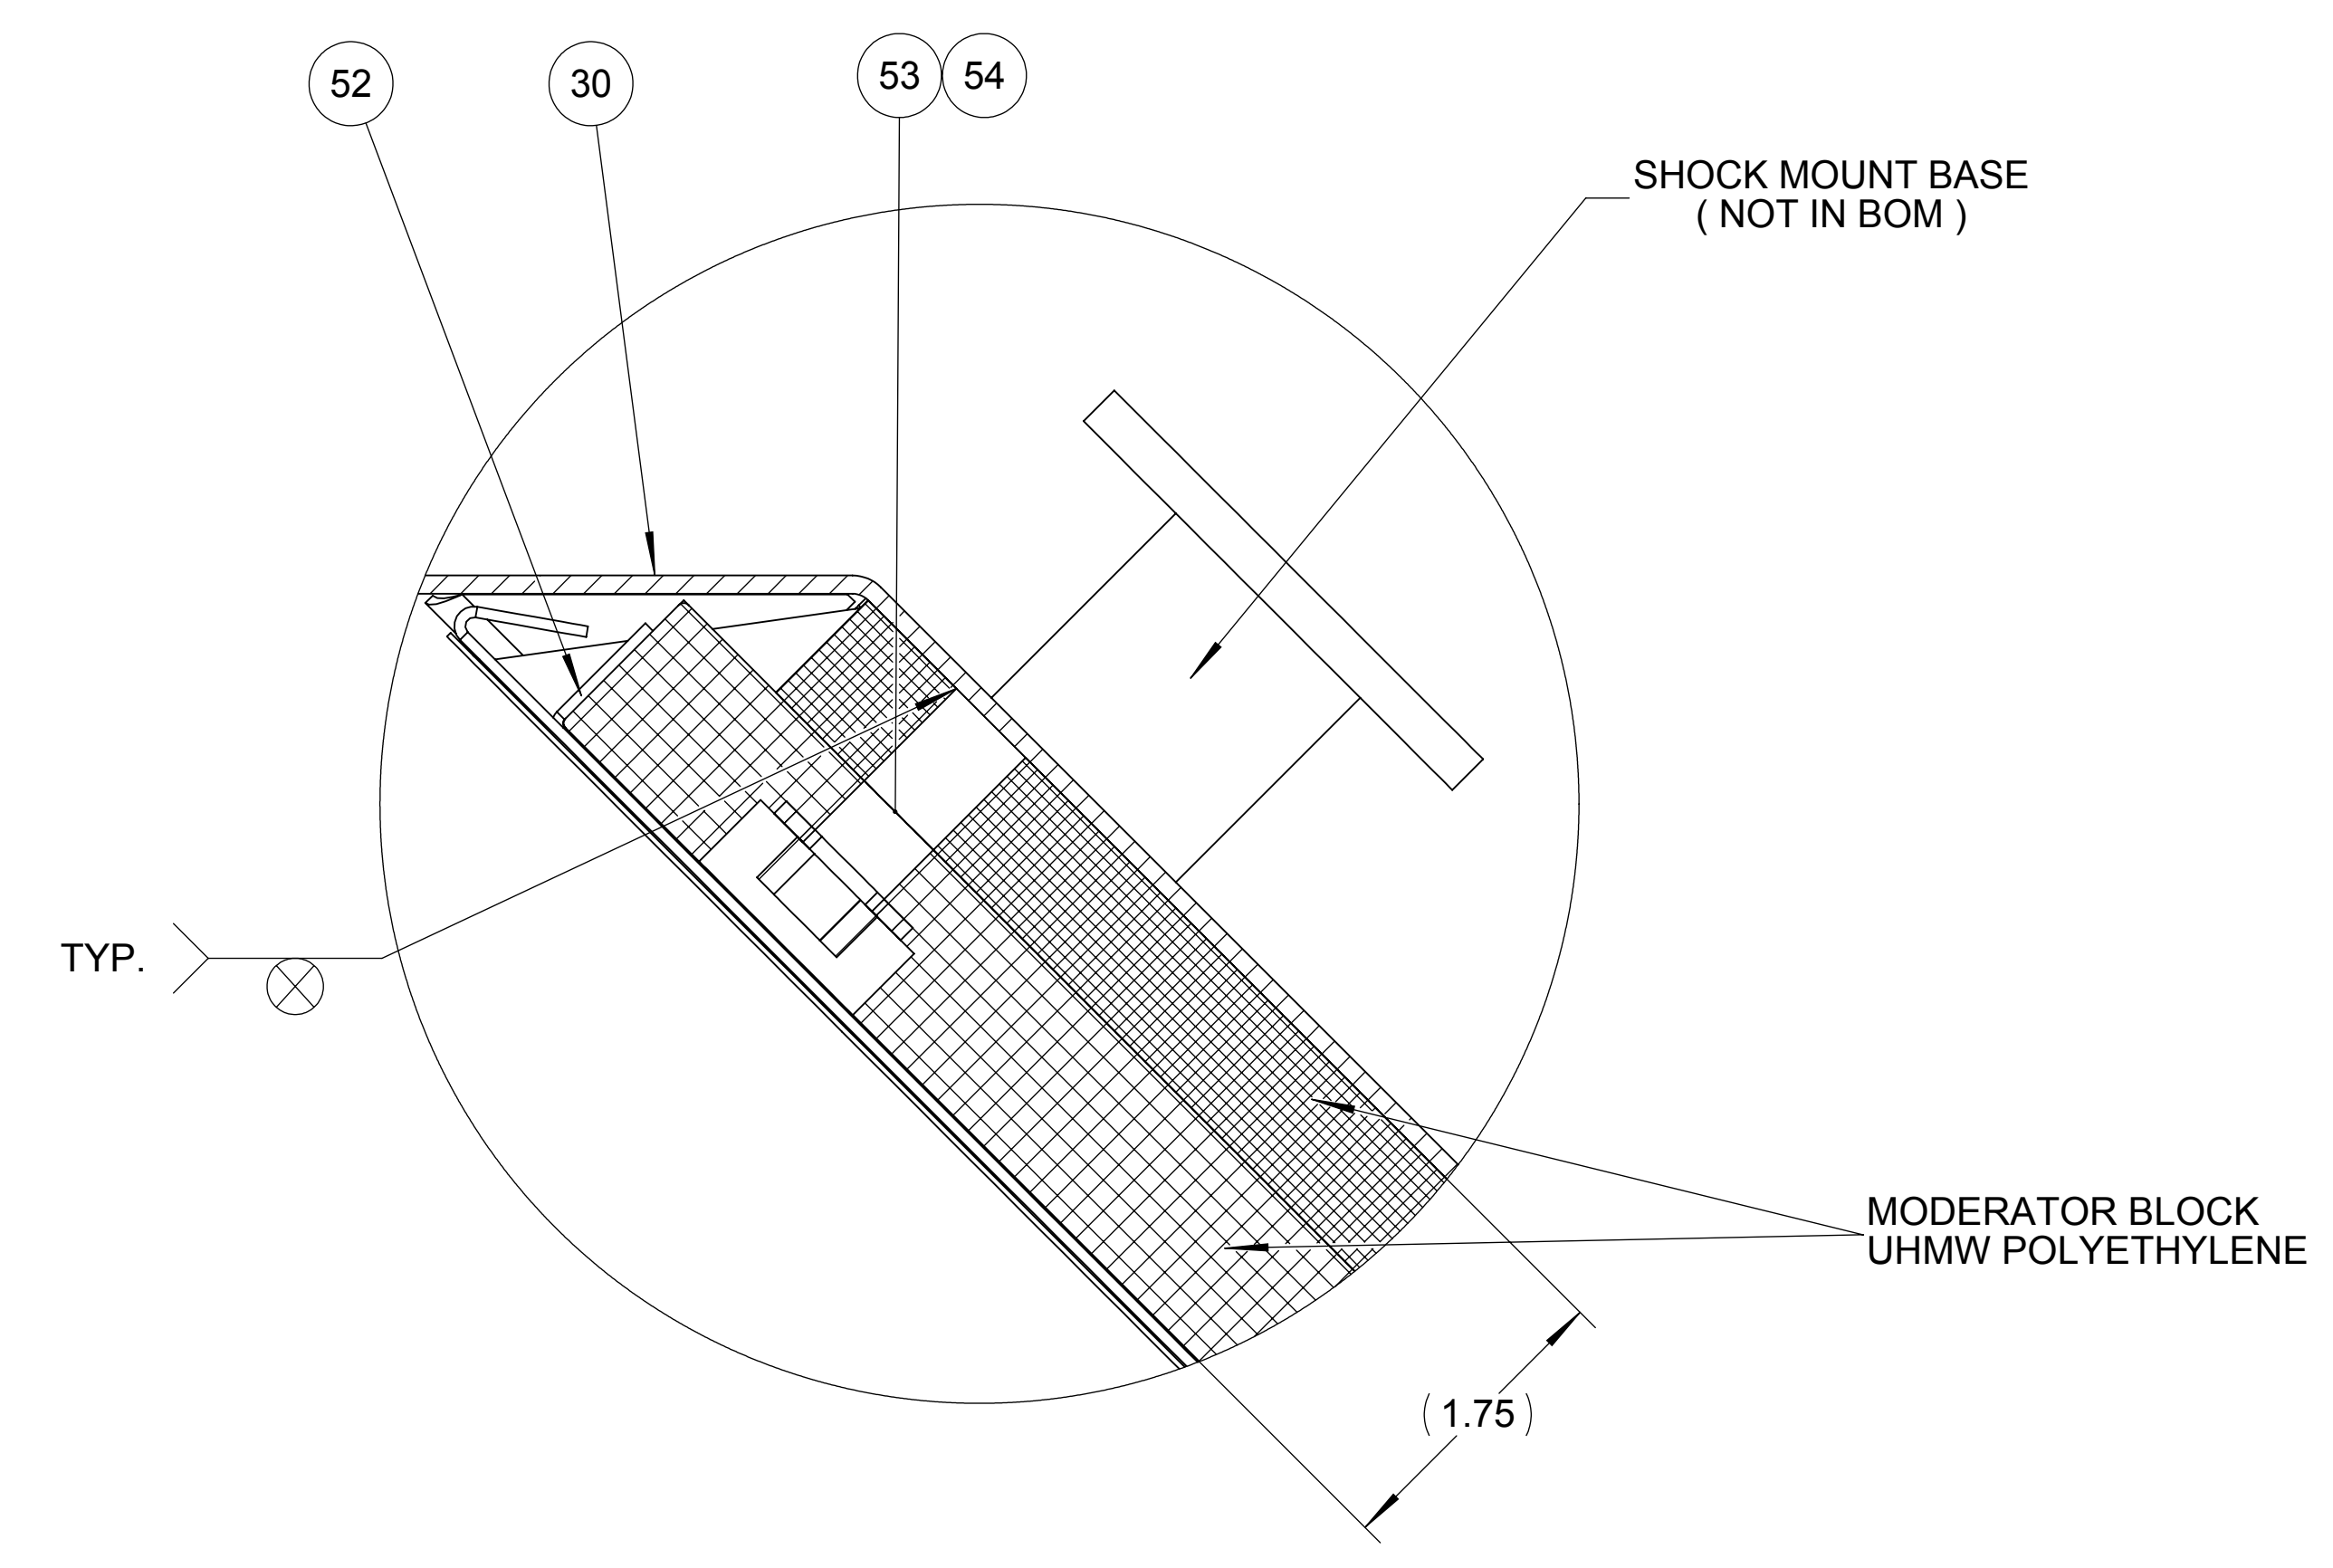 52
30
53
54
SHOCK MOUNT BASE
( NOT IN BOM )
TYP.
MODERATOR BLOCK
UHMW POLYETHYLENE
(1.75)